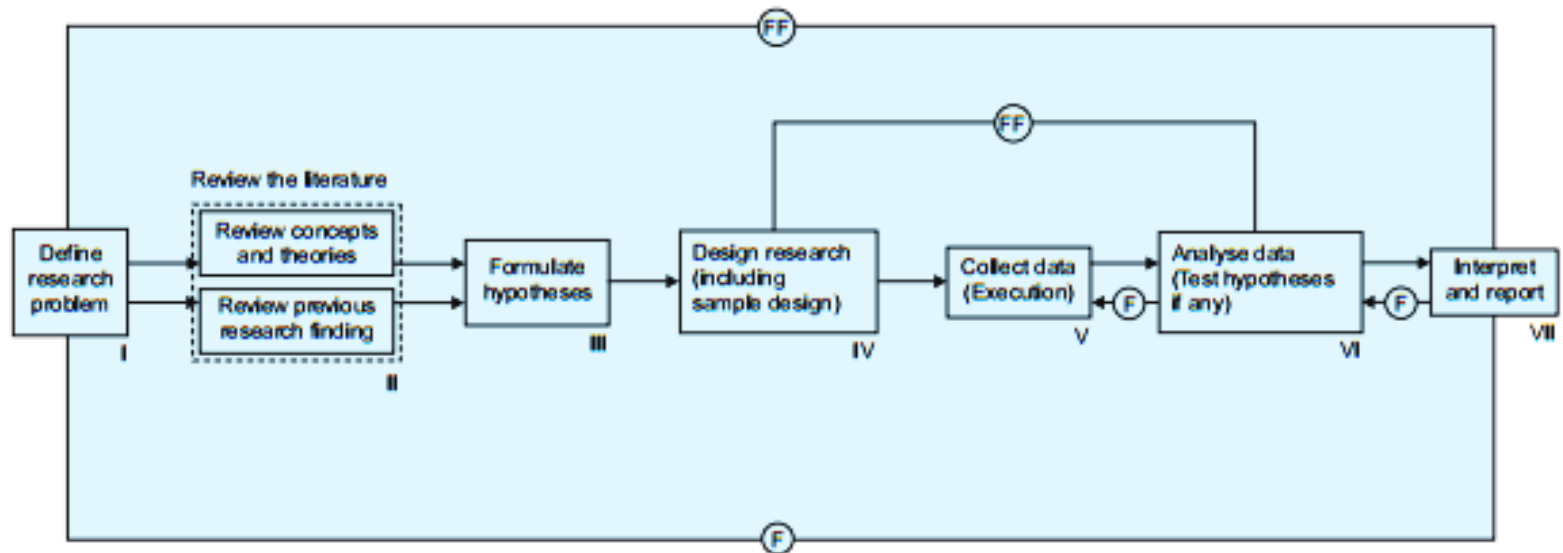 FF
FF
Review the literature
Define
research
problem
I
Review concepts
and theories
Review previous
research finding
II
Formulate
hypotheses
III
Design research
(including
sample design)
IV
Collect data
(Execution)
V
F
Analyse data
(Test hypotheses
if any)
VI
F
Interpret
and report
VIII
F